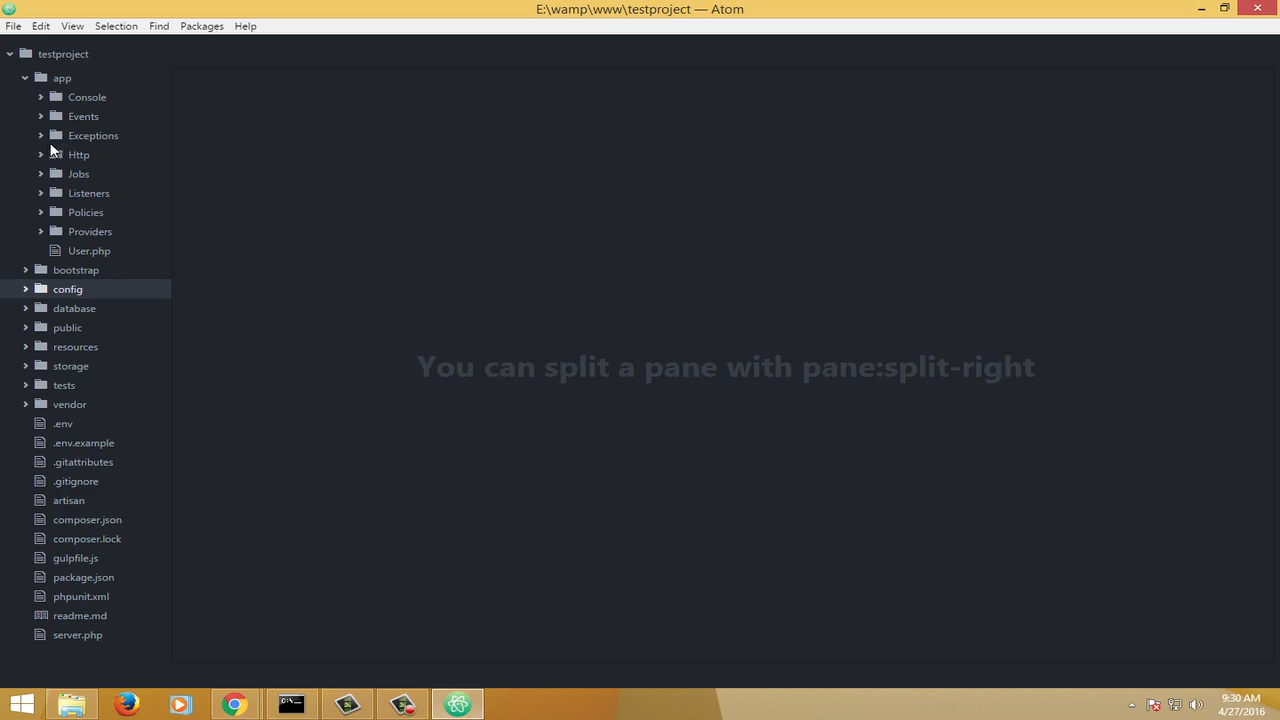 E:\wamp\www\testproject — Atom
File Edit View Selection Find Packages Help
testproject
app
Console
Events
Exceptions
Http
Jobs
Listeners
Policies
Providers
User.php
bootstrap
config
database
public
resources
storage
tests
vendor
.env
.env.example
.gitattributes
.gitignore
artisan
composer.json
composer.lock
gulpfile.js
package.json
phpunit.xml
readme.md
server.php
You can split a pane with pane:split-right
9:30 AM
4/27/2016